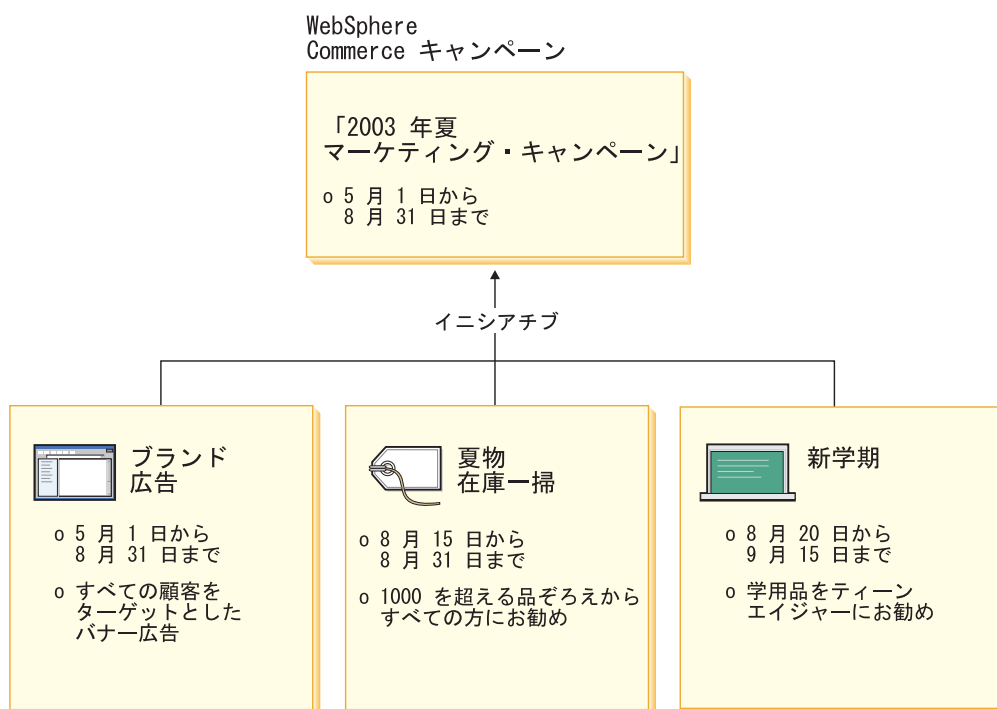 WebSphere
Commerce キャンペーン
「2003 年夏
マーケティング・キャンペーン」
o 5 月 1 日から
8 月 31 日まで
イニシアチブ
ブランド
広告
o 5 月 1 日から
8 月 31 日まで
o すべての顧客を
ターゲットとした
バナー広告
夏物
在庫一掃
o 8 月 15 日から
8 月 31 日まで
o 1000 を超える品ぞろえから
すべての方にお勧め
新学期
o 8 月 20 日から
9 月 15 日まで
o 学用品をティーン
エイジャーにお勧め